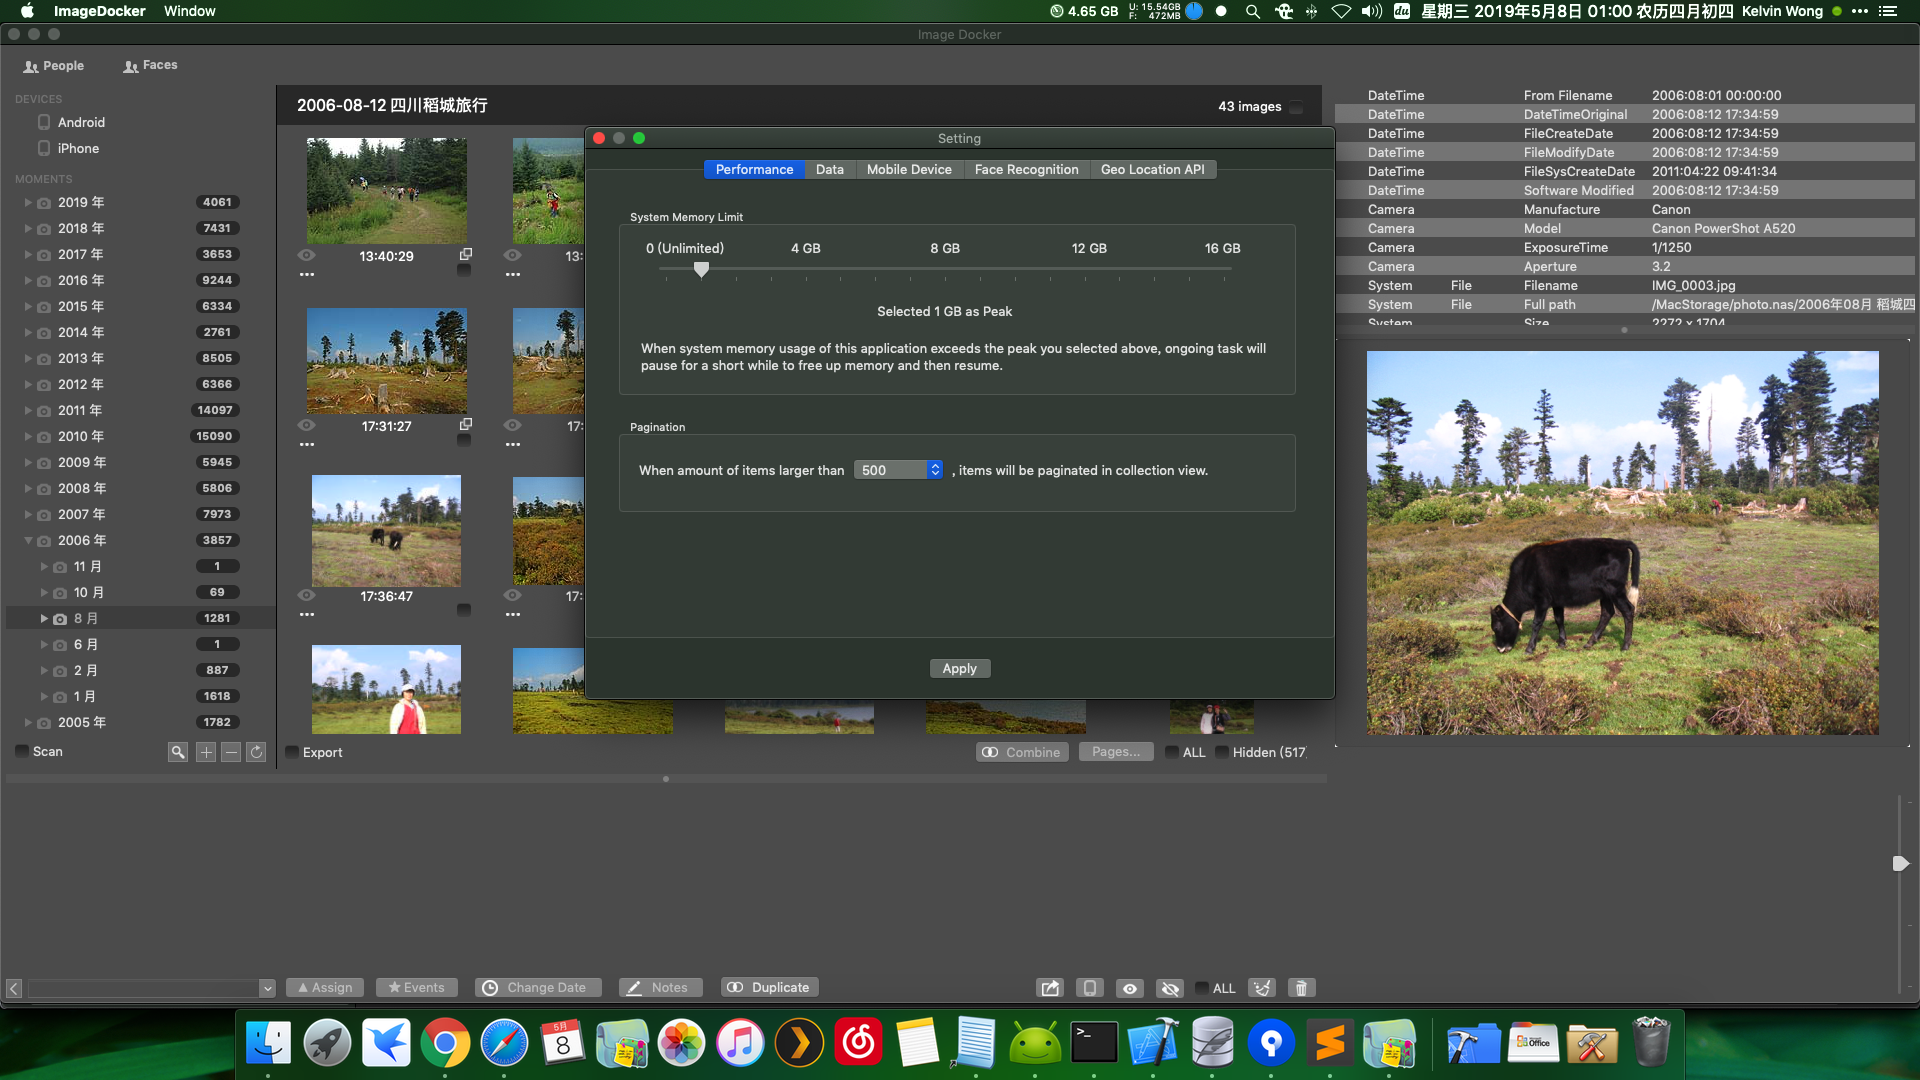 ImageDocker Window
4.65 GB U: 15.54GB F: 472MB du 星期三 2019年5月8日 01:00 农历四月初四 Kelvin Wong
Image Docker
People Faces
DEVICES
Android
iPhone
MOMENTS
2019 年 4061
2018 年 7431
2017 年 3653
2016 年 9244
2015 年 6334
2014 年 2761
2013 年 8505
2012 年 6366
2011 年 14097
2010 年 15090
2009 年 5945
2008 年 5806
2007 年 7973
2006 年 3857
11 月 1
10 月 69
8 月 1281
6 月 1
2 月 887
1 月 1618
2005 年 1782
Scan
2006-08-12 四川稻城旅行 43 images
13:40:29 13:
17:31:27 17:
17:36:47 17:
Export Combine Pages... ALL Hidden (517
Setting
Performance Data Mobile Device Face Recognition Geo Location API
System Memory Limit
0 (Unlimited) 4 GB 8 GB 12 GB 16 GB
Selected 1 GB as Peak
When system memory usage of this application exceeds the peak you selected above, ongoing task will
pause for a short while to free up memory and then resume.
Pagination
When amount of items larger than 500 , items will be paginated in collection view.
Apply
DateTime From Filename 2006:08:01 00:00:00
DateTime DateTimeOriginal 2006:08:12 17:34:59
DateTime FileCreateDate 2006:08:12 17:34:59
DateTime FileModifyDate 2006:08:12 17:34:59
DateTime FileSysCreateDate 2011:04:22 09:41:34
DateTime Software Modified 2006:08:12 17:34:59
Camera Manufacture Canon
Camera Model Canon PowerShot A520
Camera ExposureTime 1/1250
Camera Aperture 3.2
System File Filename IMG_0003.jpg
System File Full path /MacStorage/photo.nas/2006年08月 稻城四
System Size 2272 x 1704
Assign Events Change Date Notes Duplicate ALL
5月
8
>_
Office